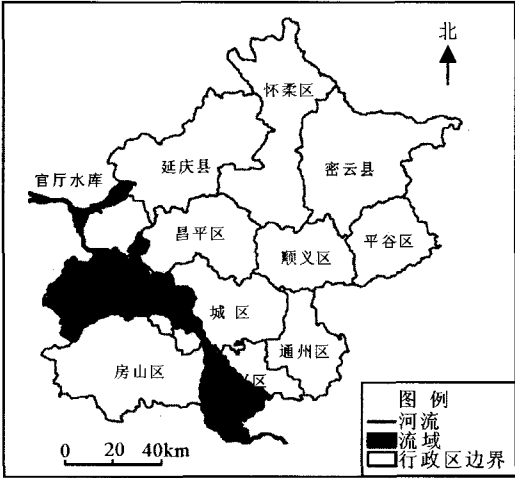 北
怀柔区
延庆县
密云县
官厅水库
昌平区
顺义区
平谷区
城区
通州区
房山区
区
图例
河流
流域
行政区边界
0 20 40km